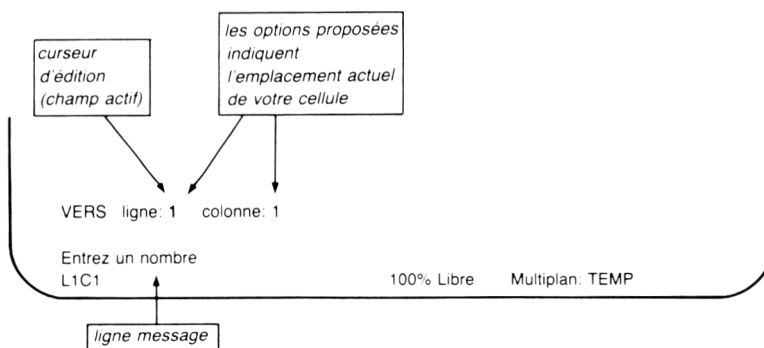 curseur
d'édition
(champ actif)
les options proposées
indiquent
l'emplacement actuel
de votre cellule
VERS ligne: 1 colonne: 1
Entrez un nombre
L1C1 100% Libre Multiplan: TEMP
ligne message